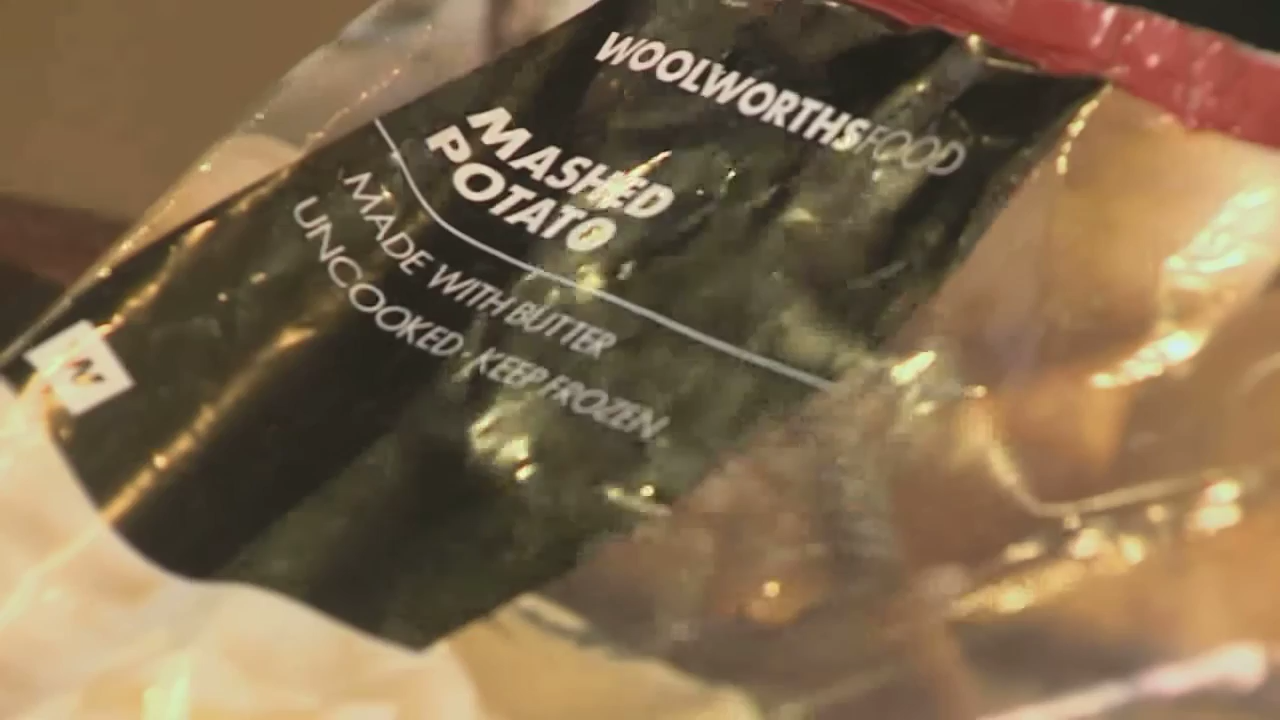 WOOLWORTHSFOOD
MASHED
POTATO
MADE WITH BUTTER
UNCOOKED · KEEP FROZEN
W